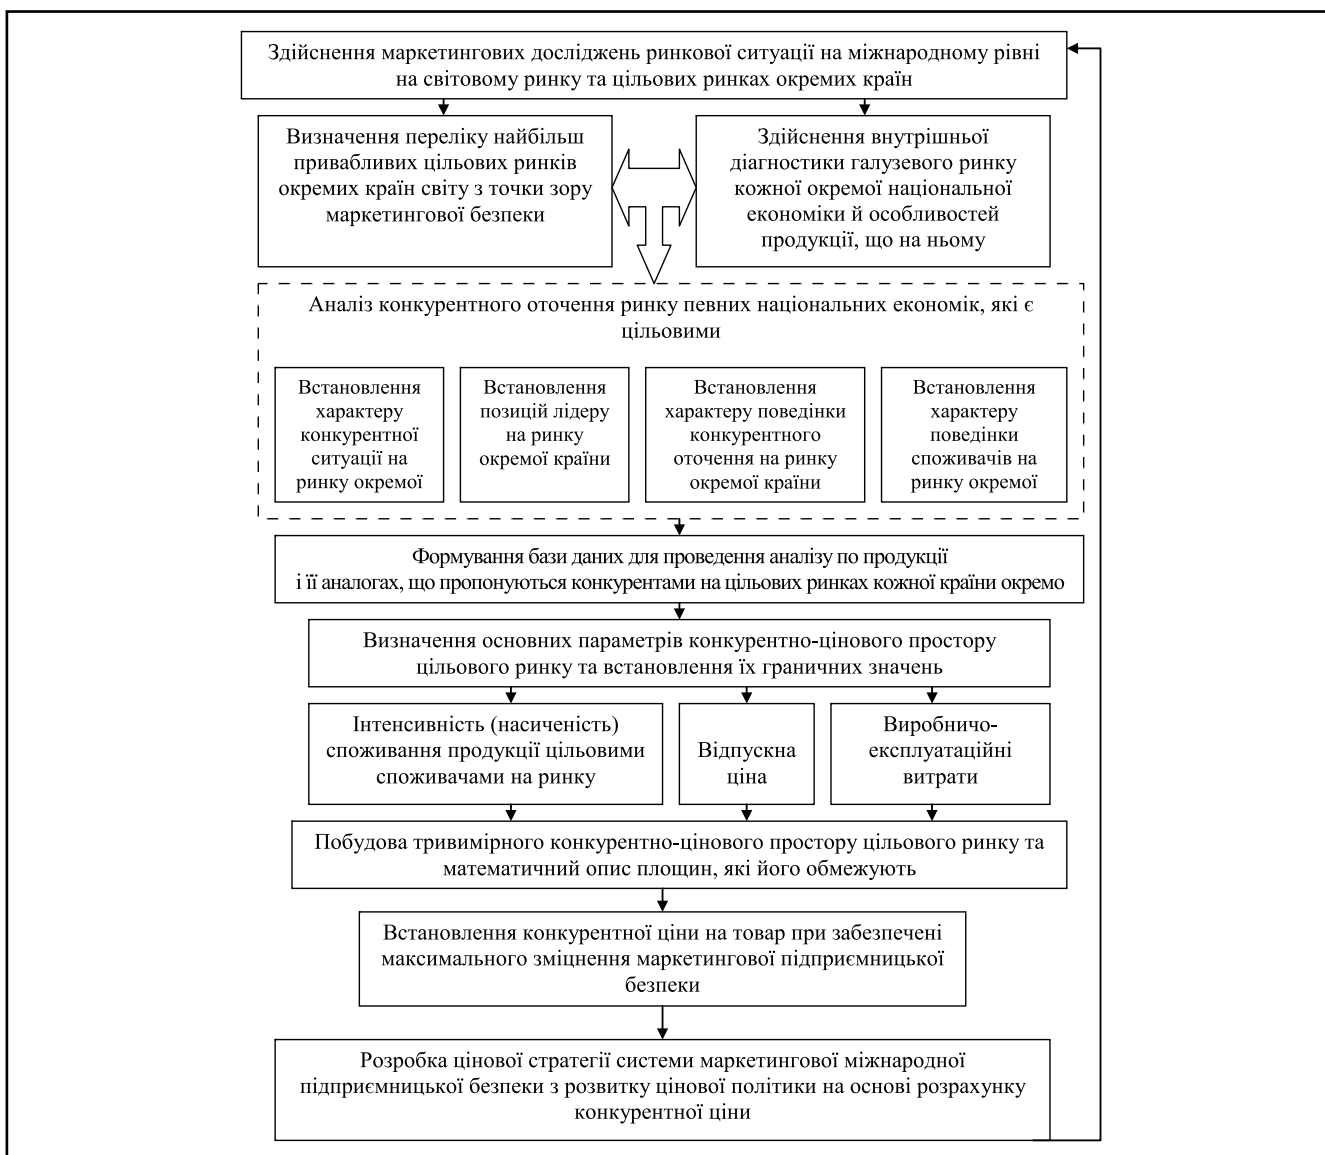 Здійснення маркетингових досліджень ринкової ситуації на міжнародному рівні
на світовому ринку та цільових ринках окремих країн
Визначення переліку найбільш
привабливих цільових ринків
окремих країн світу з точки зору
маркетингової безпеки
Здійснення внутрішньої
діагностики галузевого ринку
кожної окремої національної
економіки й особливостей
продукції, що на ньому
Аналіз конкурентного оточення ринку певних національних економік, які є
цільовими
Встановлення
характеру
конкурентної
ситуації на
ринку окремої
Встановлення
позицій лідеру
на ринку
окремої країни
Встановлення
характеру поведінки
конкурентного
оточення на ринку
окремої країни
Встановлення
характеру
поведінки
споживачів на
ринку окремої
Формування бази даних для проведення аналізу по продукції
і її аналогах, що пропонуються конкурентами на цільових ринках кожної країни окремо
Визначення основних параметрів конкурентно-цінового простору
цільового ринку та встановлення їх граничних значень
Інтенсивність (насиченість)
споживання продукції цільовими
споживачами на ринку
Відпускна
ціна
Виробничо-
експлуатаційні
витрати
Побудова тривимірного конкурентно-цінового простору цільового ринку та
математичний опис площин, які його обмежують
Встановлення конкурентної ціни на товар при забезпечені
максимального зміцнення маркетингової підприємницької
безпеки
Розробка цінової стратегії системи маркетингової міжнародної
підприємницької безпеки з розвитку цінової політики на основі розрахунку
конкурентної ціни